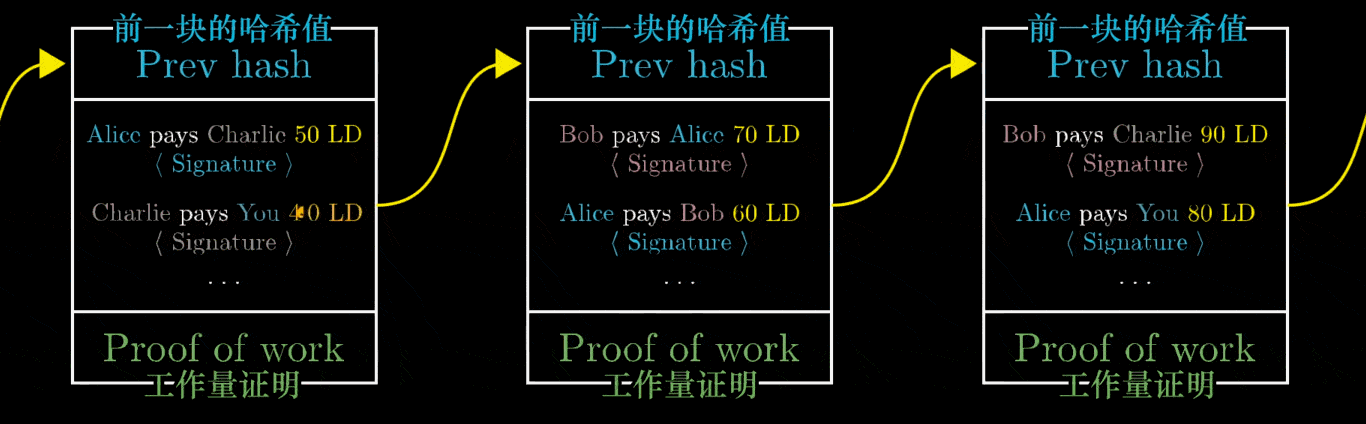 前一块的哈希值
Prev hash
Alice pays Charlie 50 LD
⟨ Signature ⟩
Charlie pays You LD
⟨ Signature ⟩
...
Proof of work
工作量证明
前一块的哈希值
Prev hash
Bob pays Alice 70 LD
⟨ Signature ⟩
Alice pays Bob 60 LD
⟨ Signature ⟩
...
Proof of work
工作量证明
前一块的哈希值
Prev hash
Bob pays Charlie 90 LD
⟨ Signature ⟩
Alice pays You 80 LD
⟨ Signature ⟩
...
Proof of work
工作量证明